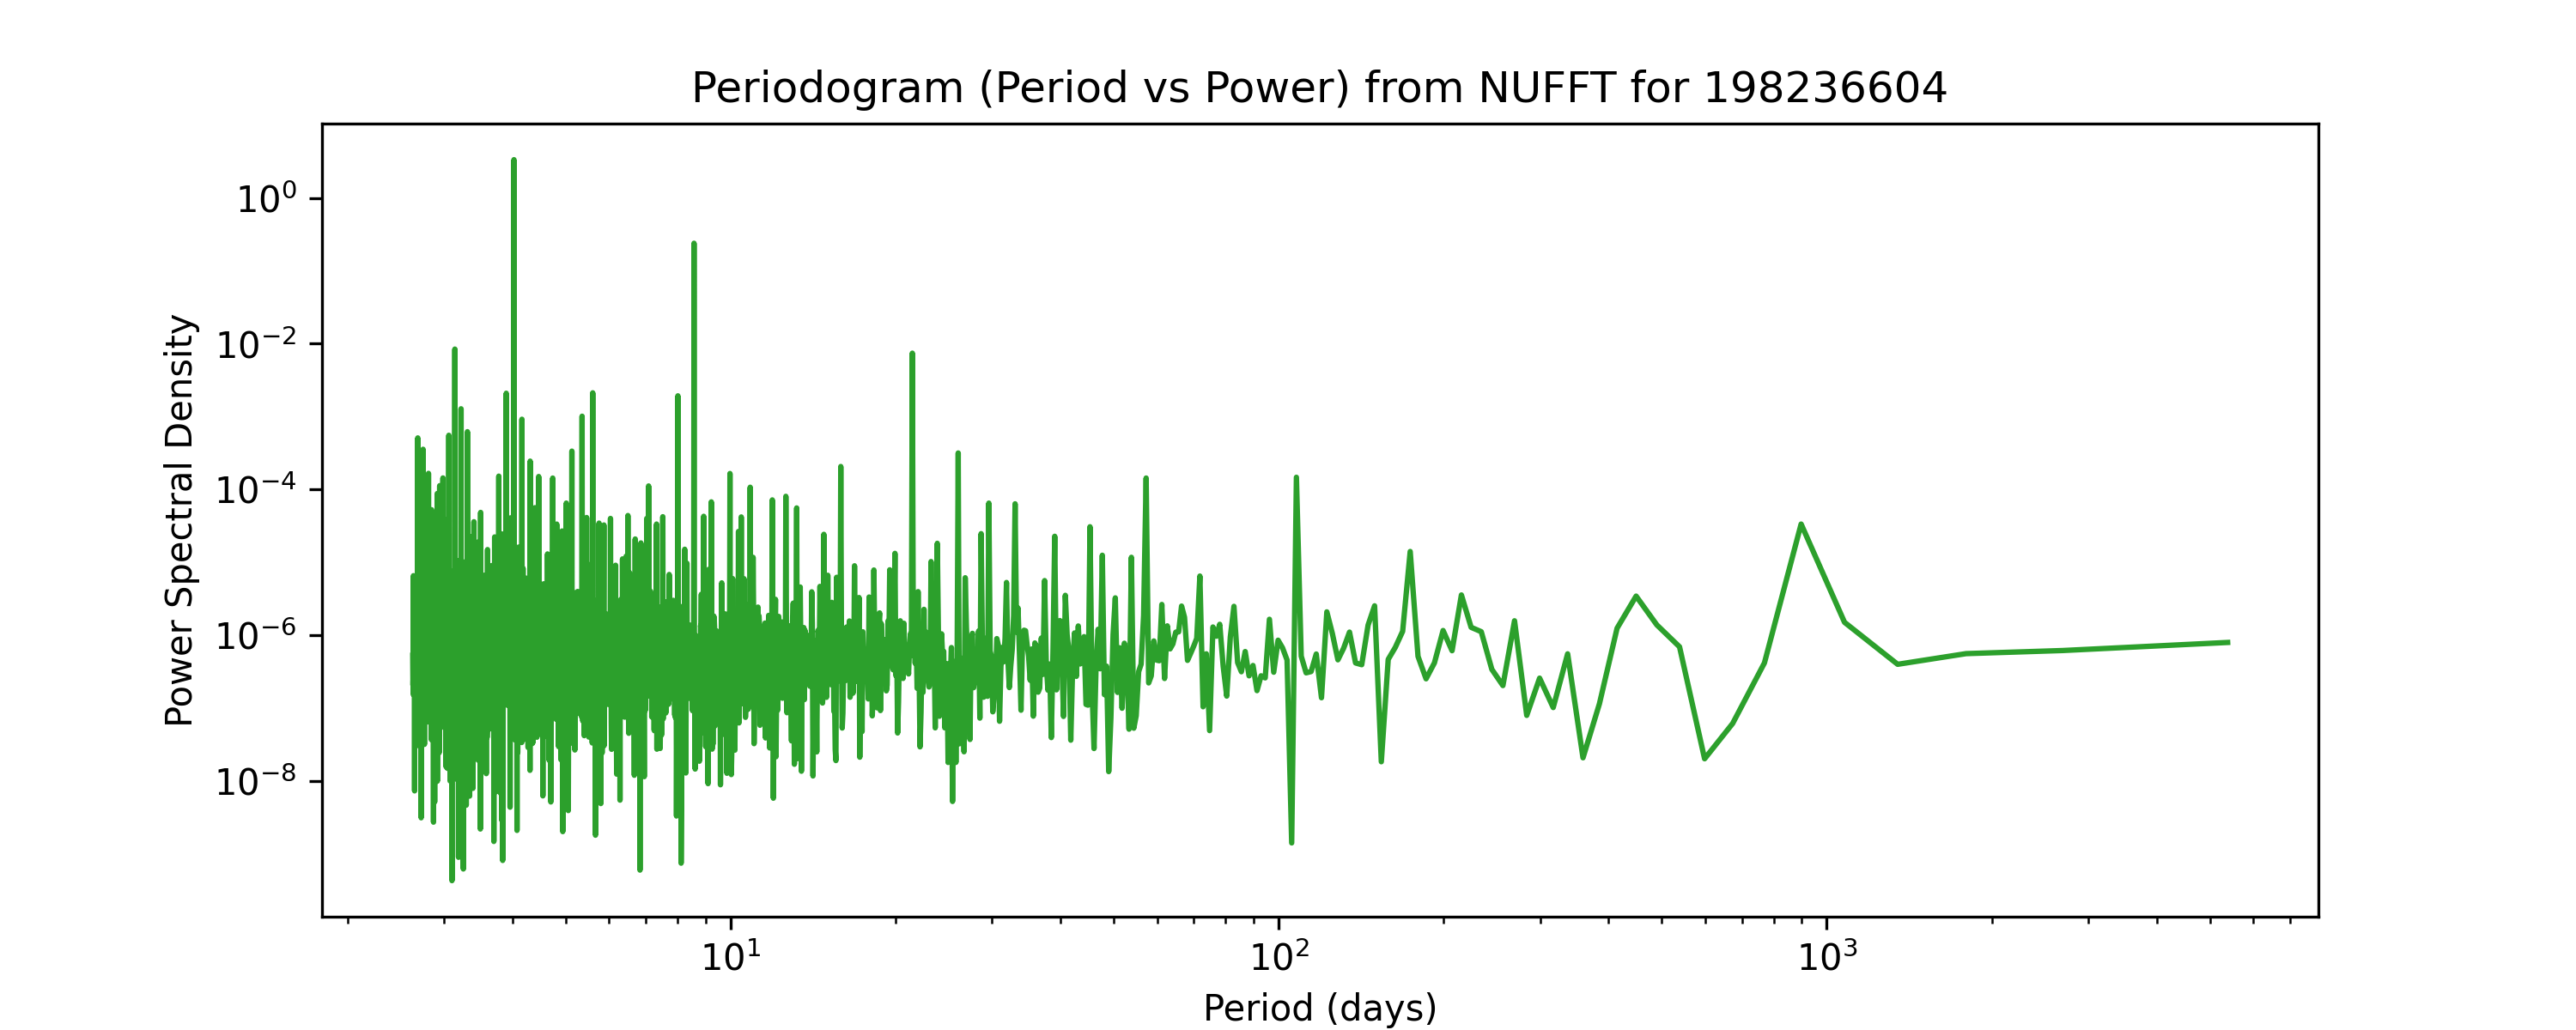 Periodogram (Period vs Power) from NUFFT for 198236604
Power Spectral Density
10⁰
10⁻²
10⁻⁴
10⁻⁶
10⁻⁸
10¹ 10² 10³
Period (days)